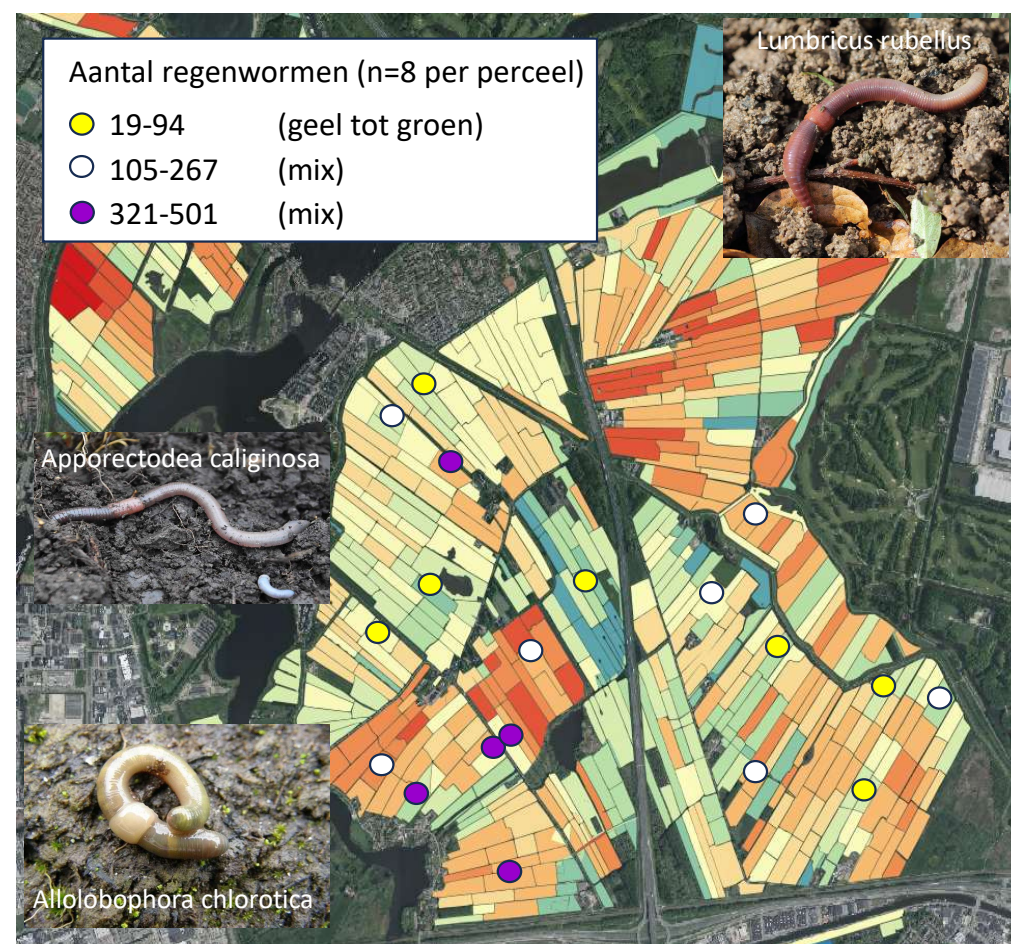 Lumbricus rubellus
Aantal regenwormen (n=8 per perceel)
19-94 (geel tot groen)
105-267 (mix)
321-501 (mix)
Apporectodea caliginosa
Allolobophora chlorotica